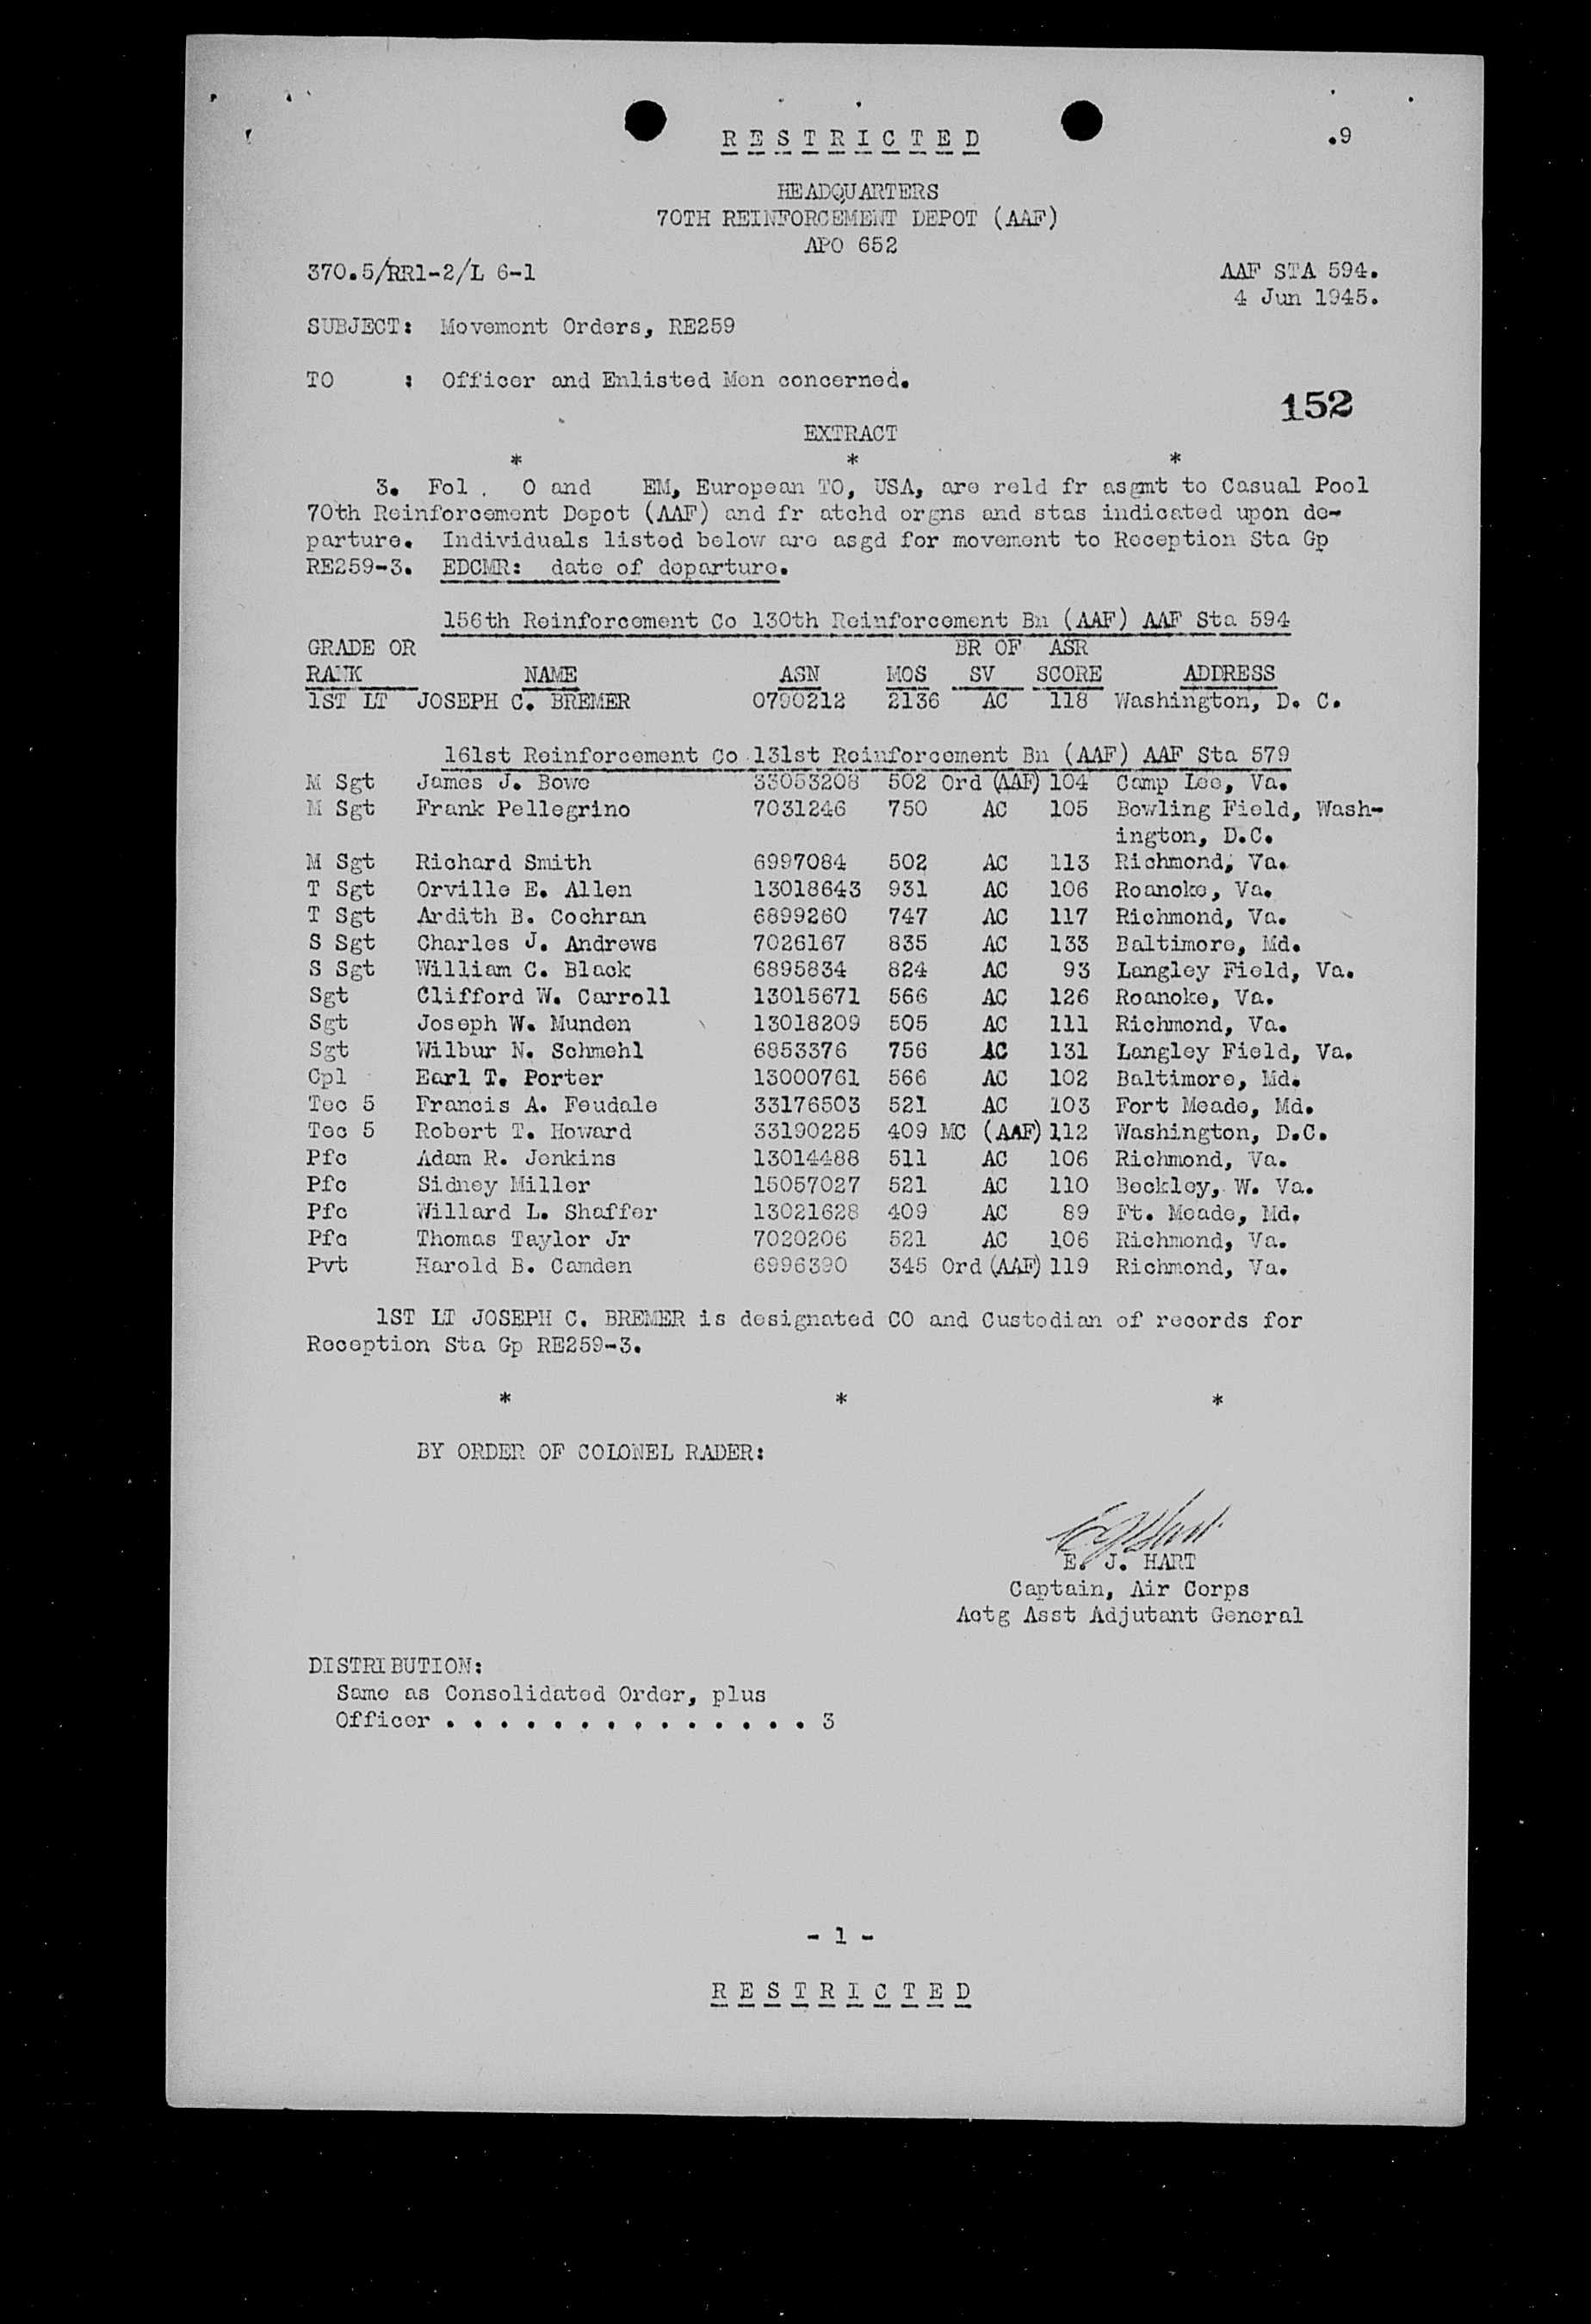 RESTRICTED
.9
HEADQUARTERS
70TH REINFORCEMENT DEPOT (AAF)
APO 652
370.5/RR1-2/L 6-1 AAF STA 594.
4 Jun 1945.
SUBJECT: Movement Orders, RE259
TO : Officer and Enlisted Men concerned.
152
EXTRACT
* * *
3. Fol . O and EM, European TO, USA, are reld fr asgmt to Casual Pool
70th Reinforcement Depot (AAF) and fr atchd orgns and stas indicated upon de-
parture. Individuals listed below are asgd for movement to Reception Sta Gp
RE259-3. EDCMR: date of departure.
156th Reinforcement Co 130th Reinforcement Bn (AAF) AAF Sta 594
GRADE OR BR OF ASR
RANK NAME ASN MOS SV SCORE ADDRESS
1ST LT JOSEPH C. BREMER 0790212 2136 AC 118 Washington, D. C.
161st Reinforcement Co 131st Reinforcement Bn (AAF) AAF Sta 579
M Sgt James J. Bowe 33053208 502 Ord (AAF) 104 Camp Lee, Va.
M Sgt Frank Pellegrino 7031246 750 AC 105 Bowling Field, Wash-
ington, D.C.
M Sgt Richard Smith 6997084 502 AC 113 Richmond, Va.
T Sgt Orville E. Allen 13018643 931 AC 106 Roanoke, Va.
T Sgt Ardith B. Cochran 6899260 747 AC 117 Richmond, Va.
S Sgt Charles J. Andrews 7026167 835 AC 133 Baltimore, Md.
S Sgt William C. Black 6895834 824 AC 93 Langley Field, Va.
Sgt Clifford W. Carroll 13015671 566 AC 126 Roanoke, Va.
Sgt Joseph W. Munden 13018209 505 AC 111 Richmond, Va.
Sgt Wilbur N. Schmehl 6853376 756 AC 131 Langley Field, Va.
Cpl Earl T. Porter 13000761 566 AC 102 Baltimore, Md.
Tec 5 Francis A. Feudale 33176503 521 AC 103 Fort Meade, Md.
Tec 5 Robert T. Howard 33190225 409 MC (AAF) 112 Washington, D.C.
Pfc Adam R. Jenkins 13014488 511 AC 106 Richmond, Va.
Pfc Sidney Miller 15057027 521 AC 110 Beckley, W. Va.
Pfc Willard L. Shaffer 13021628 409 AC 89 Ft. Meade, Md.
Pfc Thomas Taylor Jr 7020206 521 AC 106 Richmond, Va.
Pvt Harold B. Camden 6996390 345 Ord (AAF) 119 Richmond, Va.
1ST LT JOSEPH C. BREMER is designated CO and Custodian of records for
Reception Sta Gp RE259-3.
* * *
BY ORDER OF COLONEL RADER:
E J Hart
E. J. HART
Captain, Air Corps
Actg Asst Adjutant General
DISTRIBUTION:
Same as Consolidated Order, plus
Officer . . . . . . . . . . . . . . 3
- 1 -
RESTRICTED